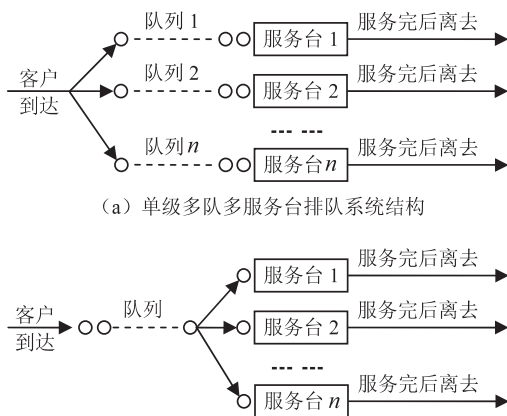 队列1
服务台1
服务完后离去
客户
到达
队列2
服务台2
服务完后离去
--- ---
队列n
服务台n
服务完后离去
（a）单级多队多服务台排队系统结构
服务台1
服务完后离去
客户
到达
队列
服务台2
服务完后离去
--- ---
服务台n
服务完后离去